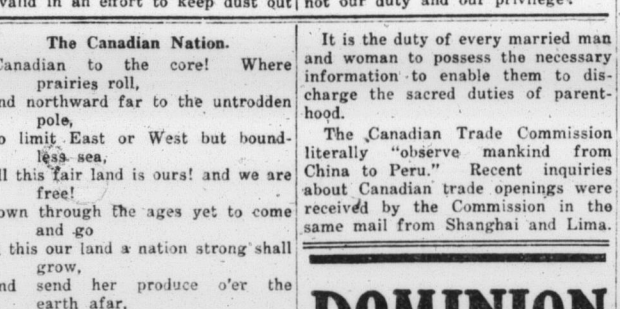 in an effort to keep dust out
The Canadian Nation.
Canadian to the core! Where
prairies roll,
nd northward far to the untrodden
pole,
o limit East or West but bound-
less sea,
ll this fair land is ours! and we are
free!
own through the ages yet to come
and go
this our land a nation strong shall
grow,
nd send her produce o'er the
earth afar,
not our duty and our privilege?
It is the duty of every married man
and woman to possess the necessary
information to enable them to dis-
charge the sacred duties of parent-
hood.
The Canadian Trade Commission
literally "observe mankind from
China to Peru." Recent inquiries
about Canadian trade openings were
received by the Commission in the
same mail from Shanghai and Lima.
DOMINION